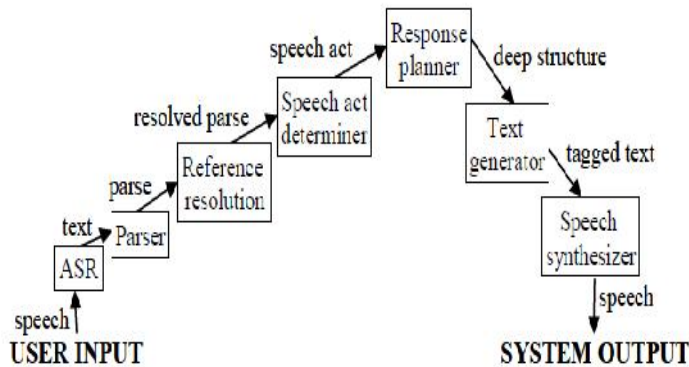 speech act
Response
planner
deep structure
resolved parse
Speech act
determiner
Text
generator
tagged text
parse
Reference
resolution
text
Parser
Speech
synthesizer
ASR
speech
speech
USER INPUT
SYSTEM OUTPUT